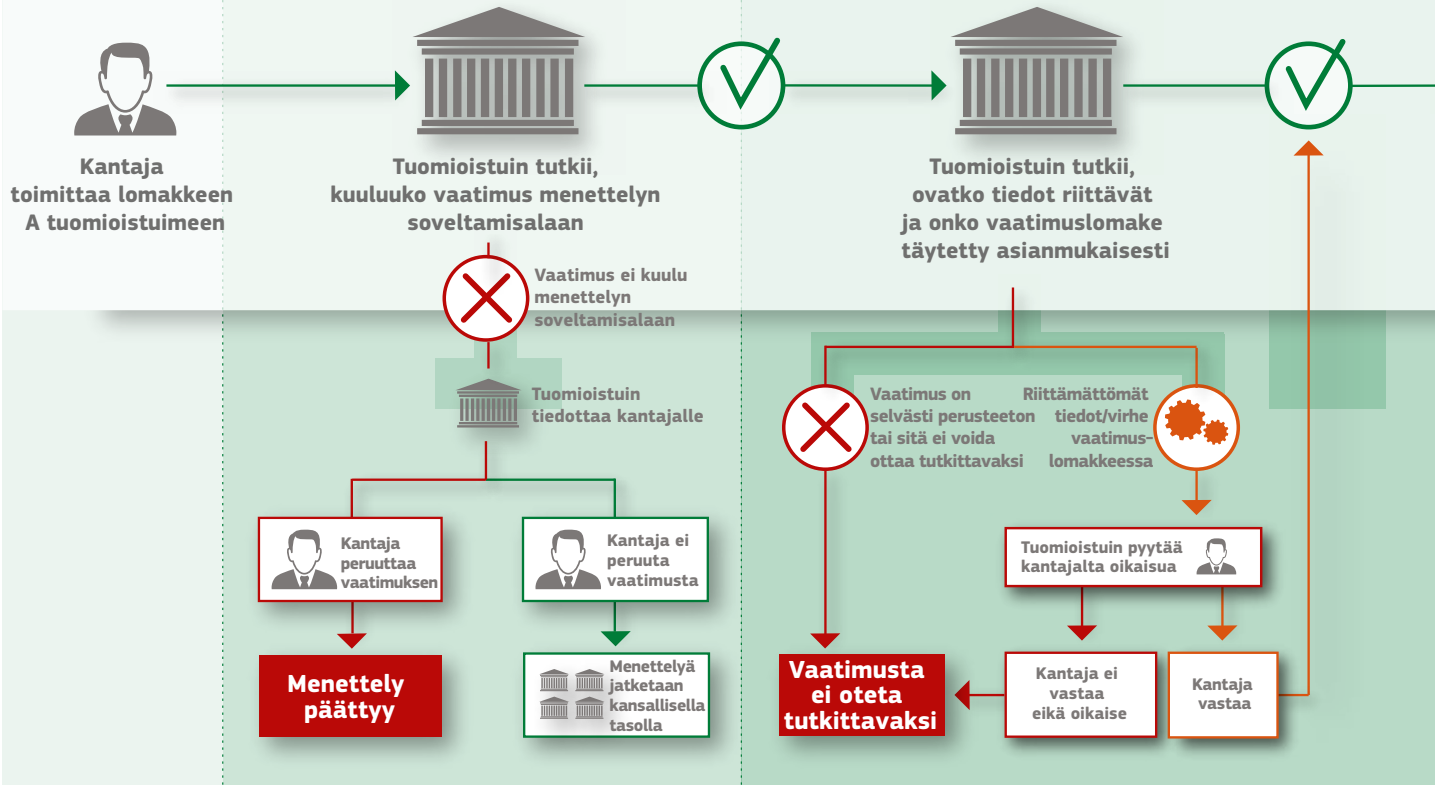 Kantaja
toimittaa lomakkeen
A tuomioistuimeen
Tuomioistuin tutkii,
kuuluuko vaatimus menettelyn
soveltamisalaan
Vaatimus ei kuulu
menettelyn
soveltamisalaan
Tuomioistuin
tiedottaa kantajalle
Kantaja
peruuttaa
vaatimuksen
Menettely
päättyy
Kantaja ei
peruuta
vaatimusta
Menettelyä
jatketaan
kansallisella
tasolla
Tuomioistuin tutkii,
ovatko tiedot riittävät
ja onko vaatimuslomake
täytetty asianmukaisesti
Vaatimus on
selvästi perusteeton
tai sitä ei voida
ottaa tutkittavaksi
Riittämättömät
tiedot/virhe
vaatimus-
lomakkeessa
Tuomioistuin pyytää
kantajalta oikaisua
Vaatimusta
ei oteta
tutkittavaksi
Kantaja ei
vastaa
eikä oikaise
Kantaja
vastaa